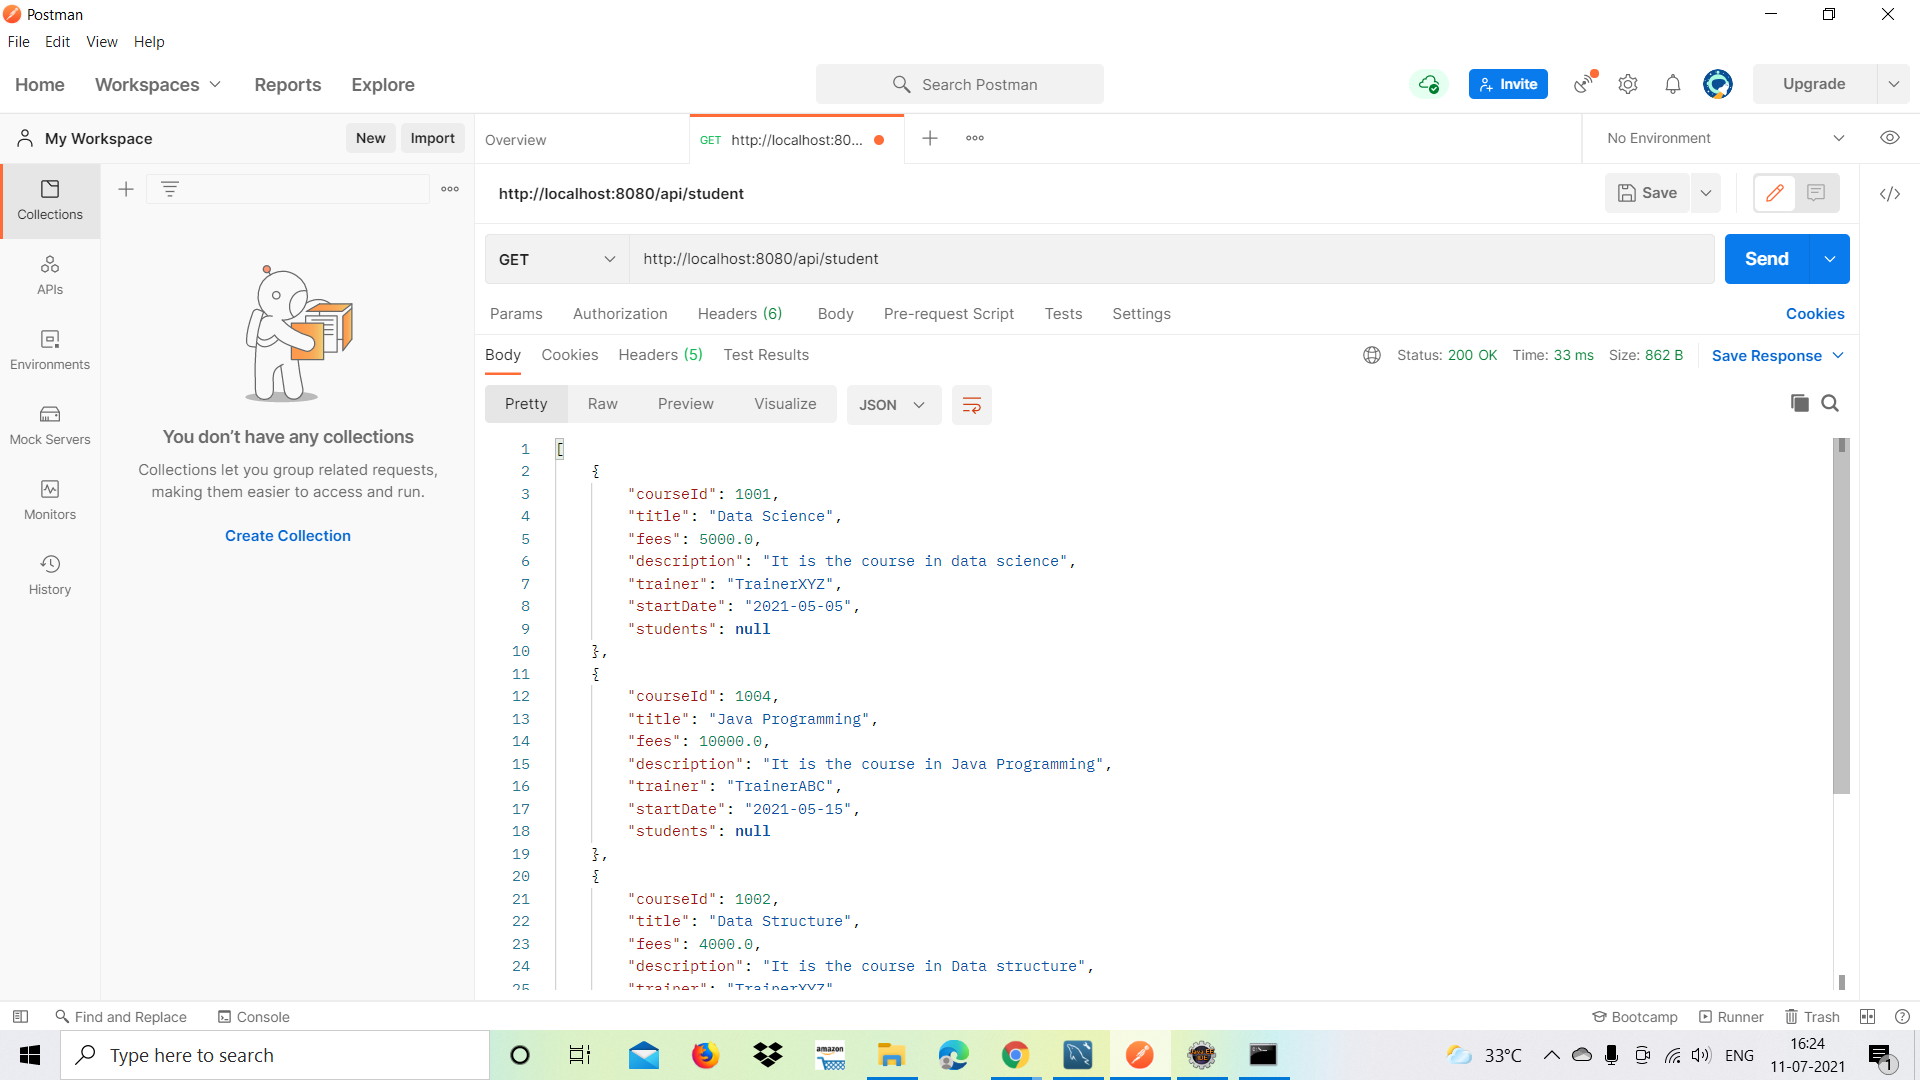 Postman
File Edit View Help
Home Workspaces Reports Explore Search Postman Invite Upgrade
My Workspace New Import Overview GET http://localhost:80... No Environment
http://localhost:8080/api/student Save
GET http://localhost:8080/api/student Send
Params Authorization Headers (6) Body Pre-request Script Tests Settings Cookies
Body Cookies Headers (5) Test Results Status: 200 OK Time: 33 ms Size: 862 B Save Response
Pretty Raw Preview Visualize JSON
Collections
APIs
Environments
Mock Servers
Monitors
History
You don't have any collections
Collections let you group related requests,
making them easier to access and run.
Create Collection
1 [
2 {
3 "courseId": 1001,
4 "title": "Data Science",
5 "fees": 5000.0,
6 "description": "It is the course in data science",
7 "trainer": "TrainerXYZ",
8 "startDate": "2021-05-05",
9 "students": null
10 },
11 {
12 "courseId": 1004,
13 "title": "Java Programming",
14 "fees": 10000.0,
15 "description": "It is the course in Java Programming",
16 "trainer": "TrainerABC",
17 "startDate": "2021-05-15",
18 "students": null
19 },
20 {
21 "courseId": 1002,
22 "title": "Data Structure",
23 "fees": 4000.0,
24 "description": "It is the course in Data structure",
25 "trainer": "TrainerXYZ"
Find and Replace Console Bootcamp Runner Trash
Type here to search amazon 33°C ENG 16:24
11-07-2021 1